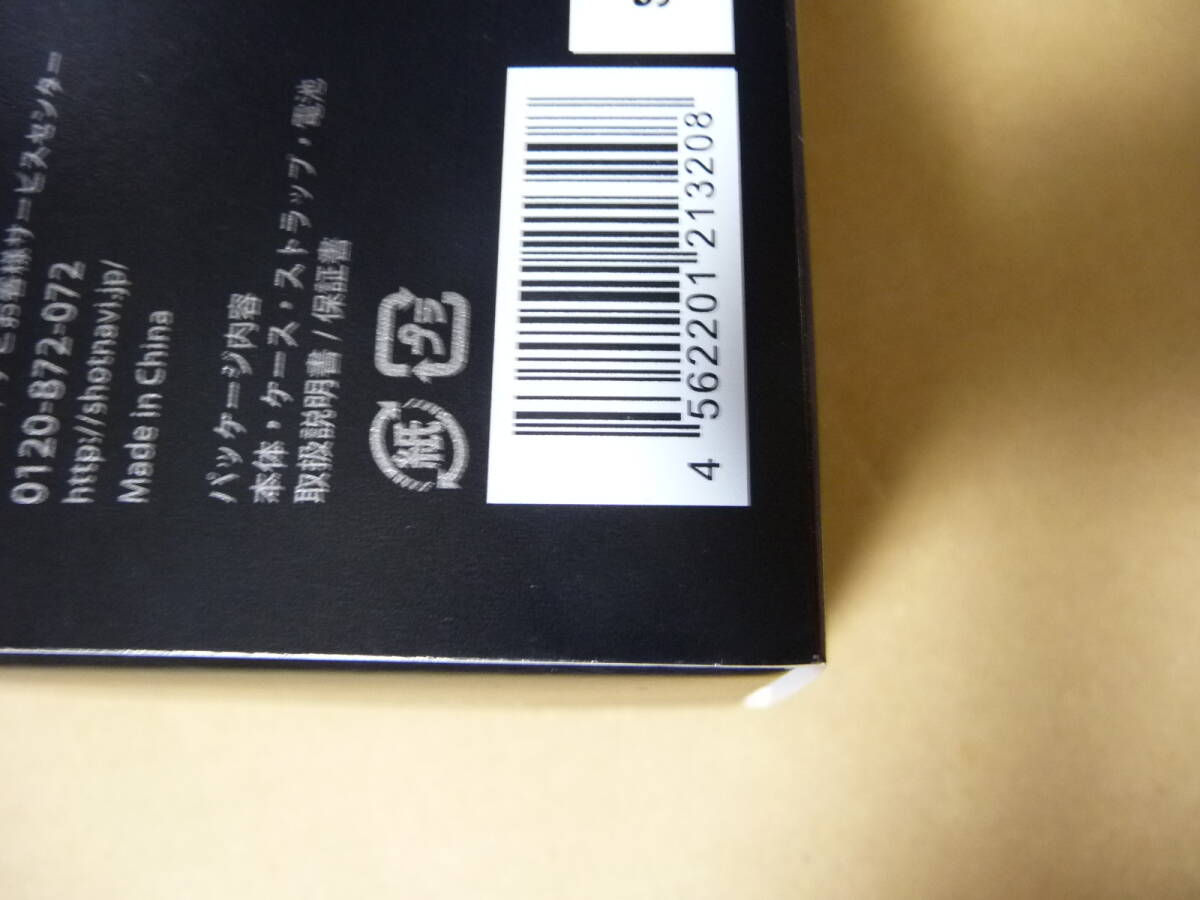 お客様サービスセンター
0120-872-072
http://shotnavi.jp/
Made in China
パッケージ内容
本体・ケース・ストラップ・電池
取扱説明書 / 保証書
紙
プラ
4 562201 213208